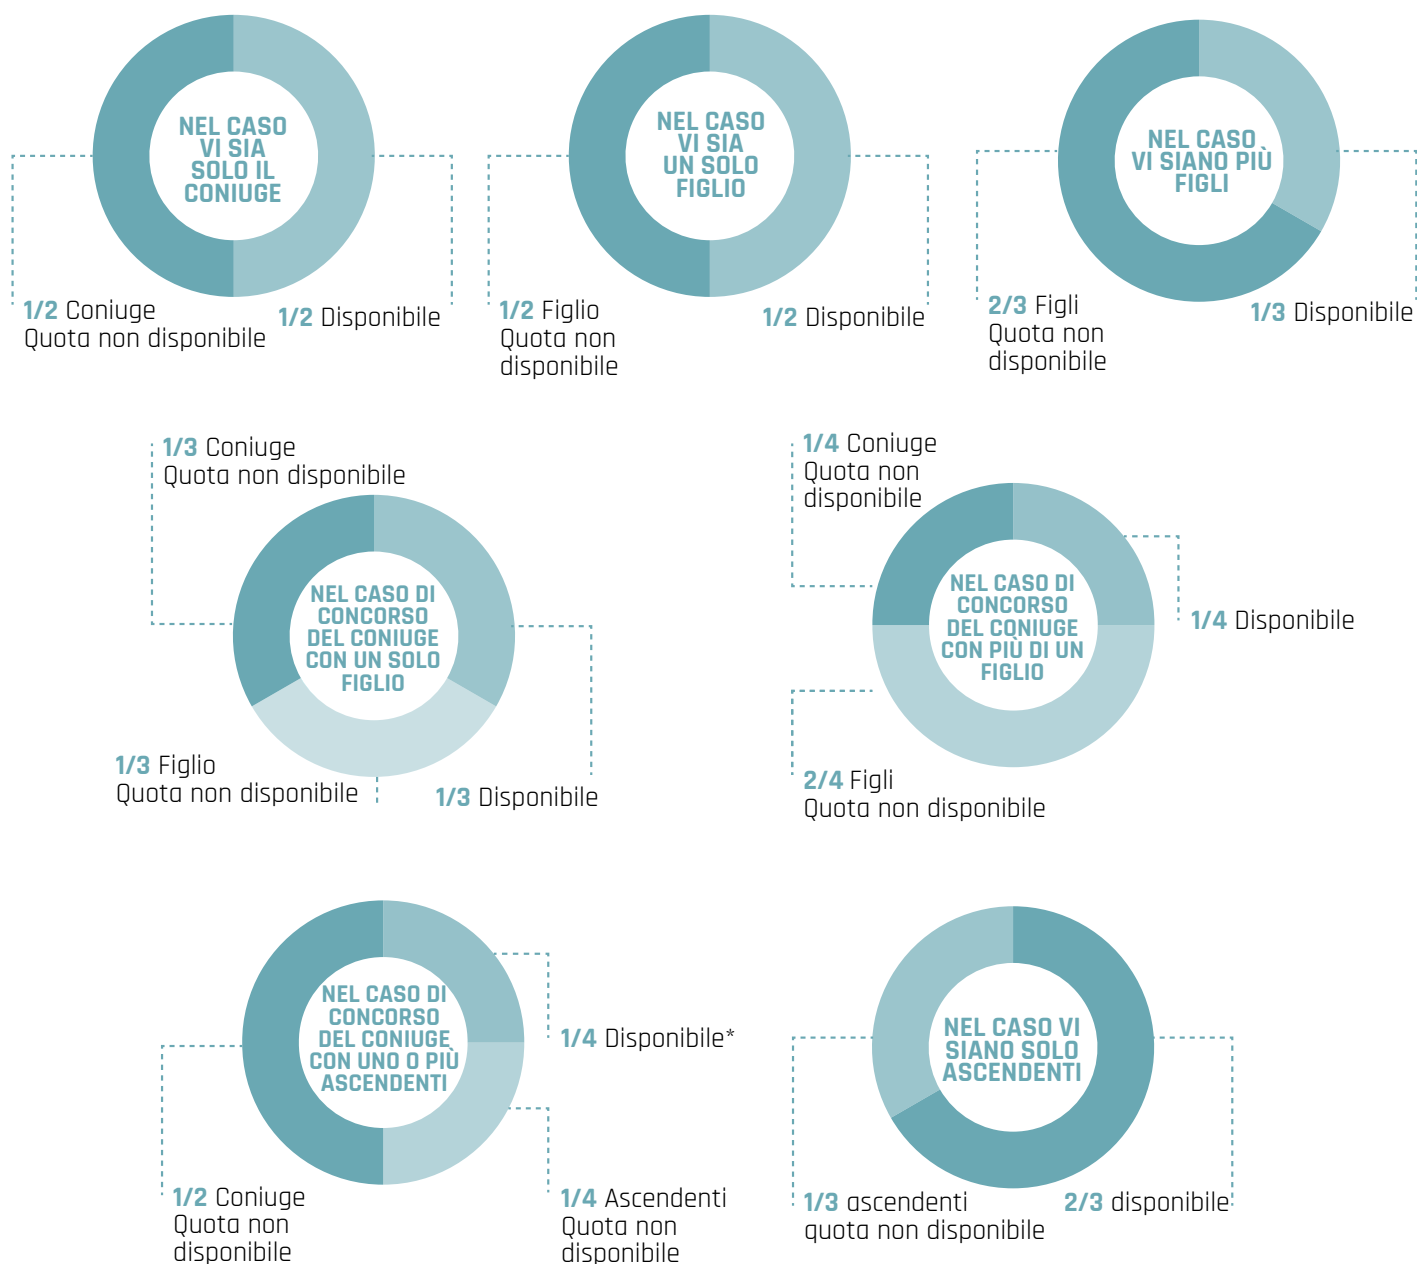 NEL CASO
VI SIA
SOLO IL
CONIUGE
1/2 Coniuge
Quota non disponibile
1/2 Disponibile
NEL CASO
VI SIA
UN SOLO
FIGLIO
1/2 Figlio
Quota non
disponibile
1/2 Disponibile
NEL CASO
VI SIANO PIÙ
FIGLI
2/3 Figli
Quota non
disponibile
1/3 Disponibile
1/3 Coniuge
Quota non disponibile
NEL CASO DI
CONCORSO
DEL CONIUGE
CON UN SOLO
FIGLIO
1/3 Figlio
Quota non disponibile
1/3 Disponibile
1/4 Coniuge
Quota non
disponibile
NEL CASO DI
CONCORSO
DEL CONIUGE
CON PIÙ DI UN
FIGLIO
1/4 Disponibile
2/4 Figli
Quota non disponibile
NEL CASO DI
CONCORSO
DEL CONIUGE
CON UNO O PIÙ
ASCENDENTI
1/4 Disponibile*
1/2 Coniuge
Quota non
disponibile
1/4 Ascendenti
Quota non
disponibile
NEL CASO VI
SIANO SOLO
ASCENDENTI
1/3 ascendenti
quota non disponibile
2/3 disponibile